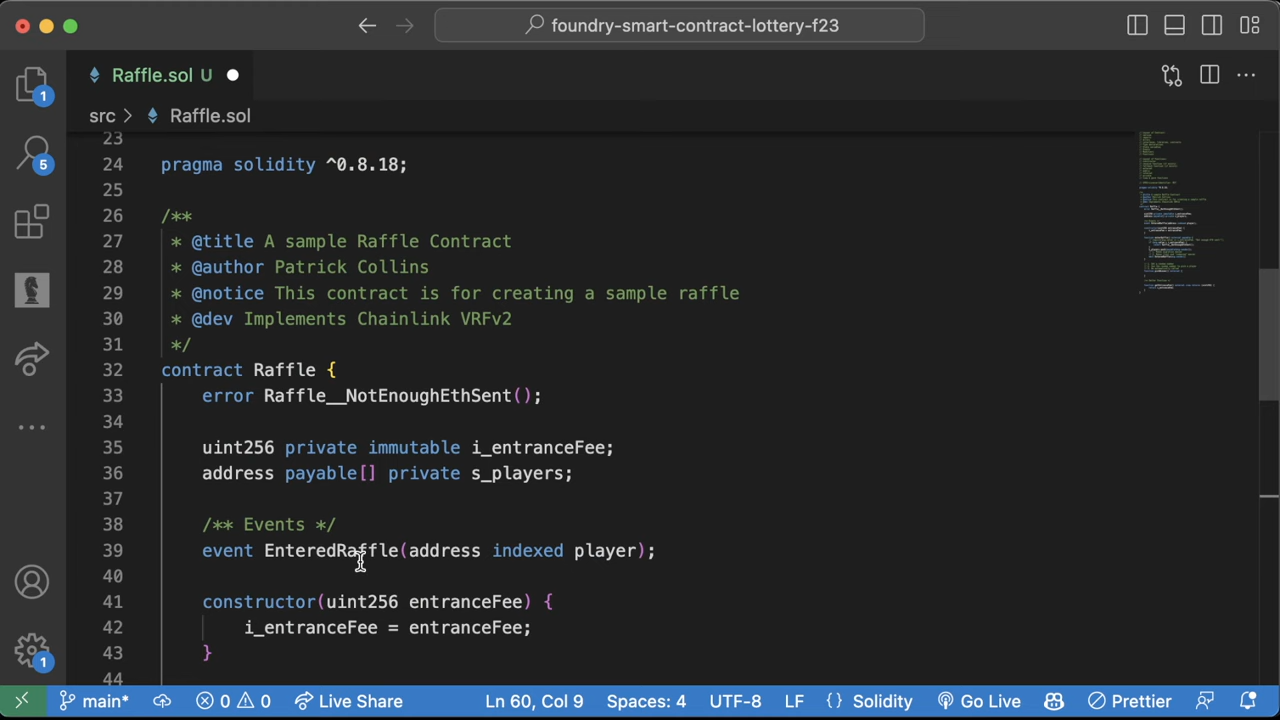 foundry-smart-contract-lottery-f23
Raffle.sol U
src > Raffle.sol
1
5
1
23
24 pragma solidity ^0.8.18;
25
26 /**
27 * @title A sample Raffle Contract
28 * @author Patrick Collins
29 * @notice This contract is for creating a sample raffle
30 * @dev Implements Chainlink VRFv2
31 */
32 contract Raffle {
33 error Raffle__NotEnoughEthSent();
34
35 uint256 private immutable i_entranceFee;
36 address payable[] private s_players;
37
38 /** Events */
39 event EnteredRaffle(address indexed player);
40
41 constructor(uint256 entranceFee) {
42 i_entranceFee = entranceFee;
43 }
44
main* 0 0 Live Share Ln 60, Col 9 Spaces: 4 UTF-8 LF {} Solidity Go Live Prettier